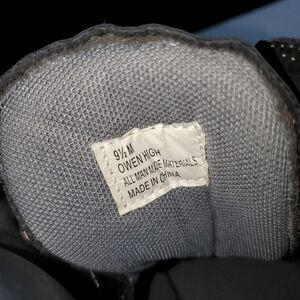 9½ M
OWEN HIGH
ALL MAN MADE MATERIALS
MADE IN CHINA